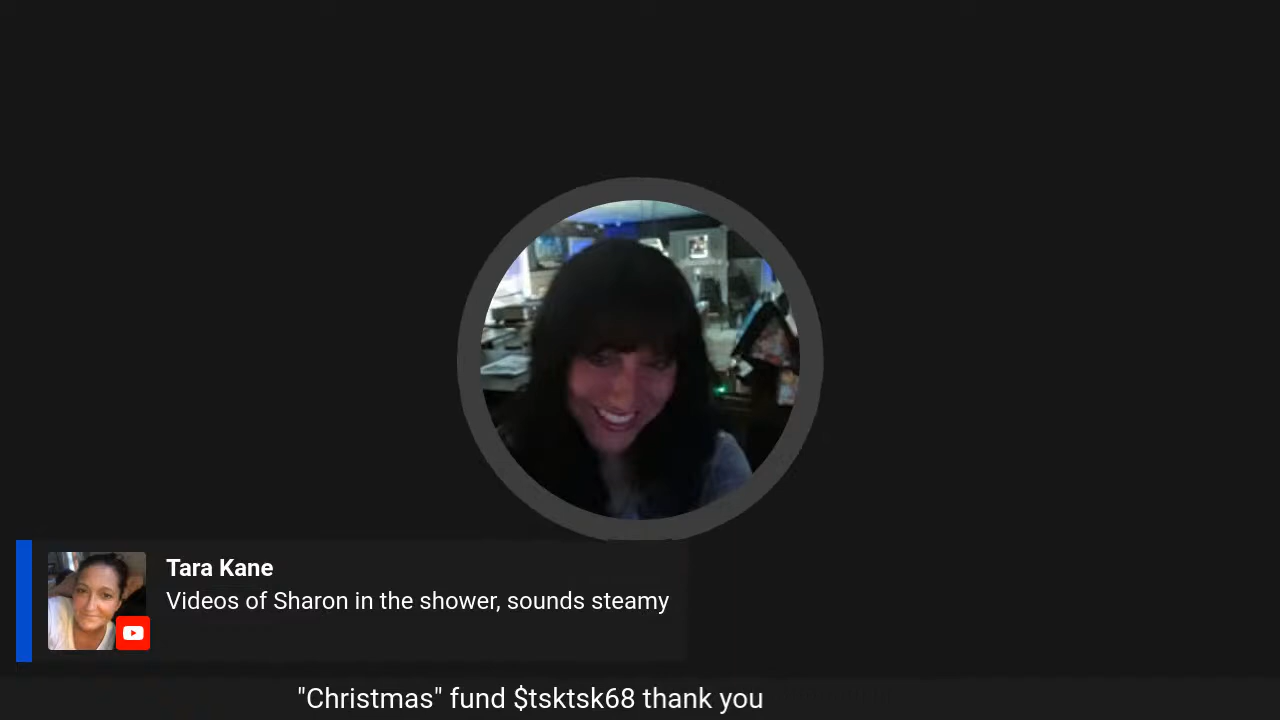 Tara Kane
Videos of Sharon in the shower, sounds steamy
"Christmas" fund $tsktsk68 thank you